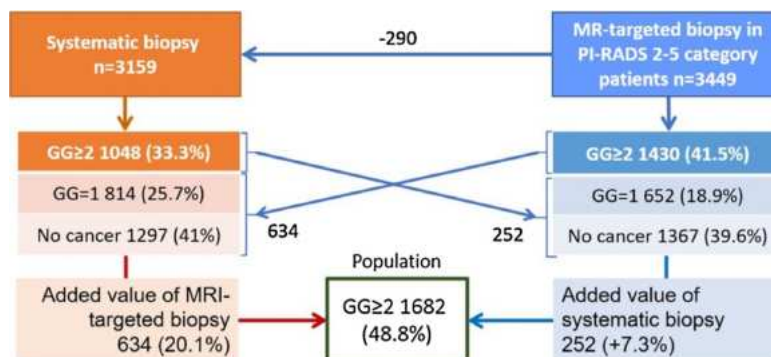 Systematic biopsy
n=3159
-290
MR-targeted biopsy in
PI-RADS 2-5 category
patients n=3449
GG≥2 1048 (33.3%)
GG≥2 1430 (41.5%)
GG=1 814 (25.7%)
GG=1 652 (18.9%)
No cancer 1297 (41%)
634
252
No cancer 1367 (39.6%)
Population
Added value of MRI-
targeted biopsy
634 (20.1%)
GG≥2 1682
(48.8%)
Added value of
systematic biopsy
252 (+7.3%)